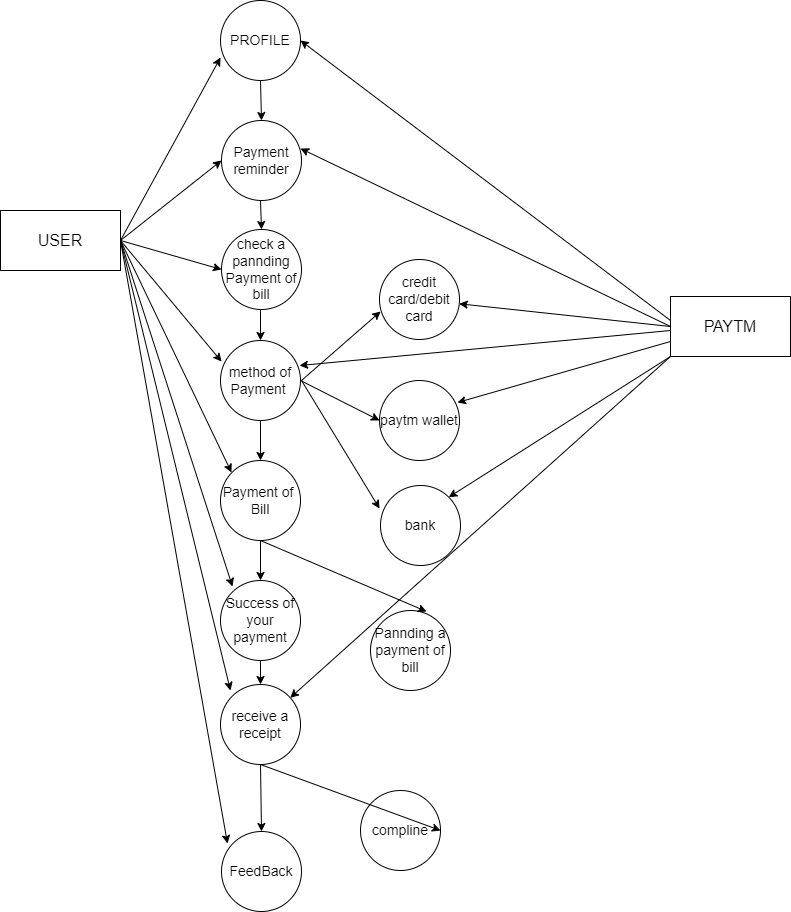 PROFILE
Payment
reminder
USER
check a
pannding
Payment of
bill
credit
card/debit
card
PAYTM
method of
Payment
paytm wallet
Payment of
Bill
bank
Success of
your
payment
Pannding a
payment of
bill
receive a
receipt
compline
FeedBack